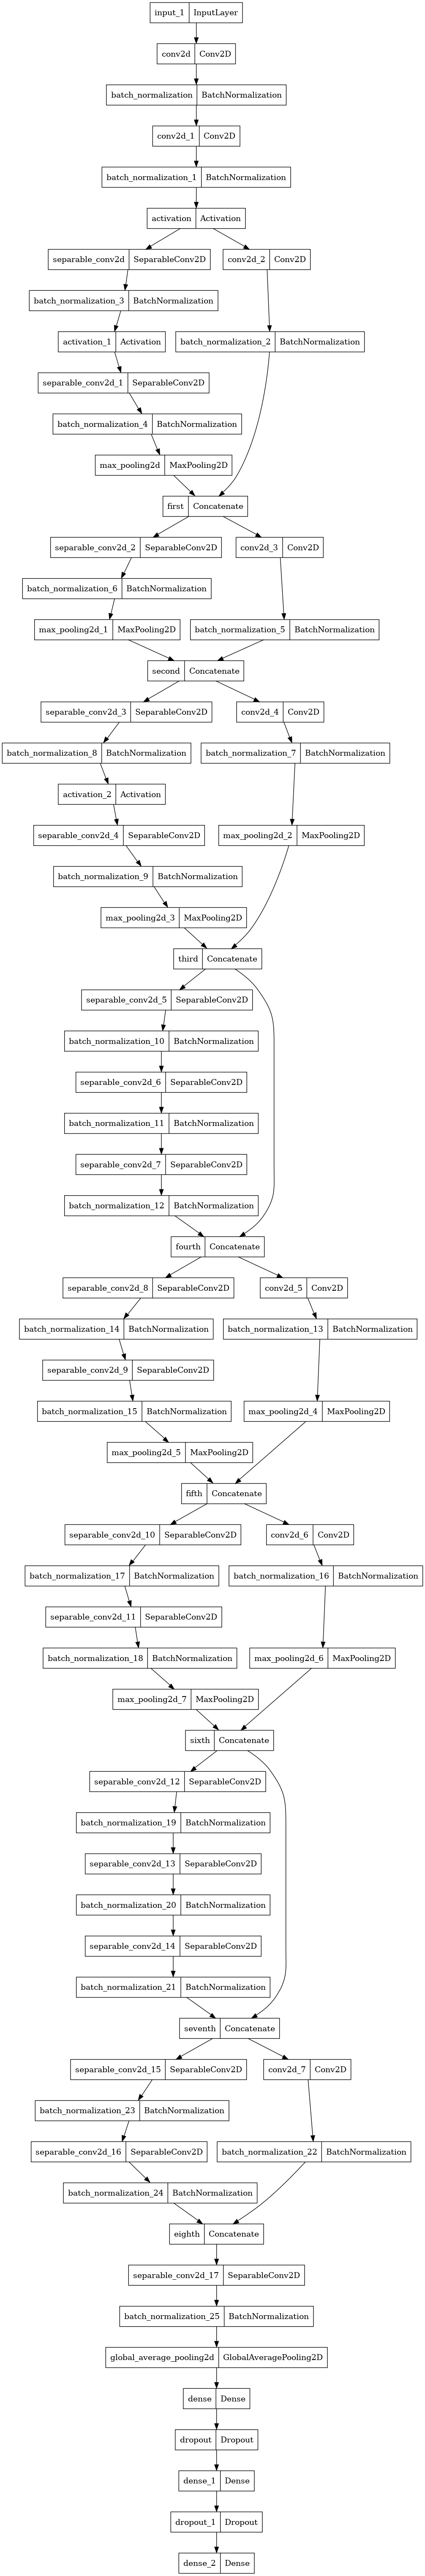 input_1 InputLayer
conv2d Conv2D
batch_normalization BatchNormalization
conv2d_1 Conv2D
batch_normalization_1 BatchNormalization
activation Activation
separable_conv2d SeparableConv2D conv2d_2 Conv2D
batch_normalization_3 BatchNormalization
activation_1 Activation batch_normalization_2 BatchNormalization
separable_conv2d_1 SeparableConv2D
batch_normalization_4 BatchNormalization
max_pooling2d MaxPooling2D
first Concatenate
separable_conv2d_2 SeparableConv2D conv2d_3 Conv2D
batch_normalization_6 BatchNormalization
max_pooling2d_1 MaxPooling2D batch_normalization_5 BatchNormalization
second Concatenate
separable_conv2d_3 SeparableConv2D conv2d_4 Conv2D
batch_normalization_8 BatchNormalization batch_normalization_7 BatchNormalization
activation_2 Activation
separable_conv2d_4 SeparableConv2D max_pooling2d_2 MaxPooling2D
batch_normalization_9 BatchNormalization
max_pooling2d_3 MaxPooling2D
third Concatenate
separable_conv2d_5 SeparableConv2D
batch_normalization_10 BatchNormalization
separable_conv2d_6 SeparableConv2D
batch_normalization_11 BatchNormalization
separable_conv2d_7 SeparableConv2D
batch_normalization_12 BatchNormalization
fourth Concatenate
separable_conv2d_8 SeparableConv2D conv2d_5 Conv2D
batch_normalization_14 BatchNormalization batch_normalization_13 BatchNormalization
separable_conv2d_9 SeparableConv2D
batch_normalization_15 BatchNormalization max_pooling2d_4 MaxPooling2D
max_pooling2d_5 MaxPooling2D
fifth Concatenate
separable_conv2d_10 SeparableConv2D conv2d_6 Conv2D
batch_normalization_17 BatchNormalization batch_normalization_16 BatchNormalization
separable_conv2d_11 SeparableConv2D
batch_normalization_18 BatchNormalization max_pooling2d_6 MaxPooling2D
max_pooling2d_7 MaxPooling2D
sixth Concatenate
separable_conv2d_12 SeparableConv2D
batch_normalization_19 BatchNormalization
separable_conv2d_13 SeparableConv2D
batch_normalization_20 BatchNormalization
separable_conv2d_14 SeparableConv2D
batch_normalization_21 BatchNormalization
seventh Concatenate
separable_conv2d_15 SeparableConv2D conv2d_7 Conv2D
batch_normalization_23 BatchNormalization
separable_conv2d_16 SeparableConv2D batch_normalization_22 BatchNormalization
batch_normalization_24 BatchNormalization
eighth Concatenate
separable_conv2d_17 SeparableConv2D
batch_normalization_25 BatchNormalization
global_average_pooling2d GlobalAveragePooling2D
dense Dense
dropout Dropout
dense_1 Dense
dropout_1 Dropout
dense_2 Dense